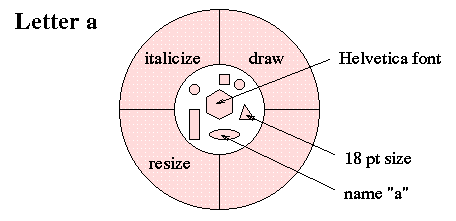 Letter a
italicize
draw
Helvetica font
resize
18 pt size
name "a"